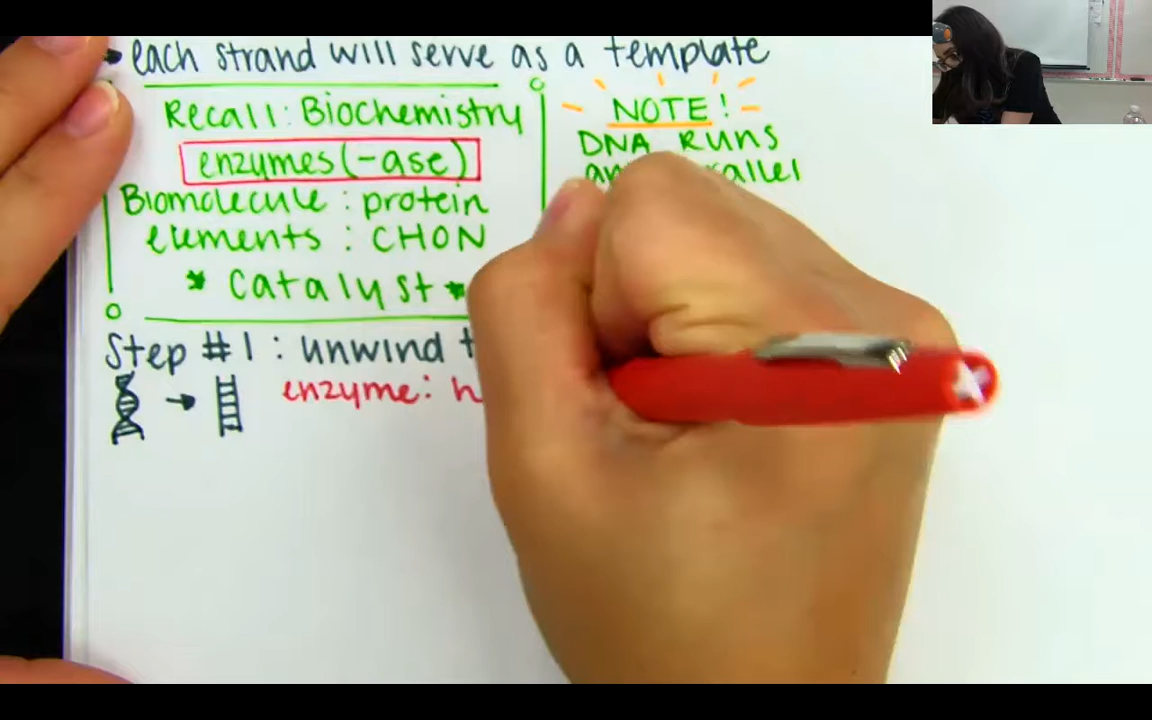 each strand will serve as a template
Recall: Biochemistry
enzymes (-ase)
Biomolecule : protein
elements : CHON
* catalyst *
NOTE!
DNA RUNS
Step #1 : unwind
enzyme: